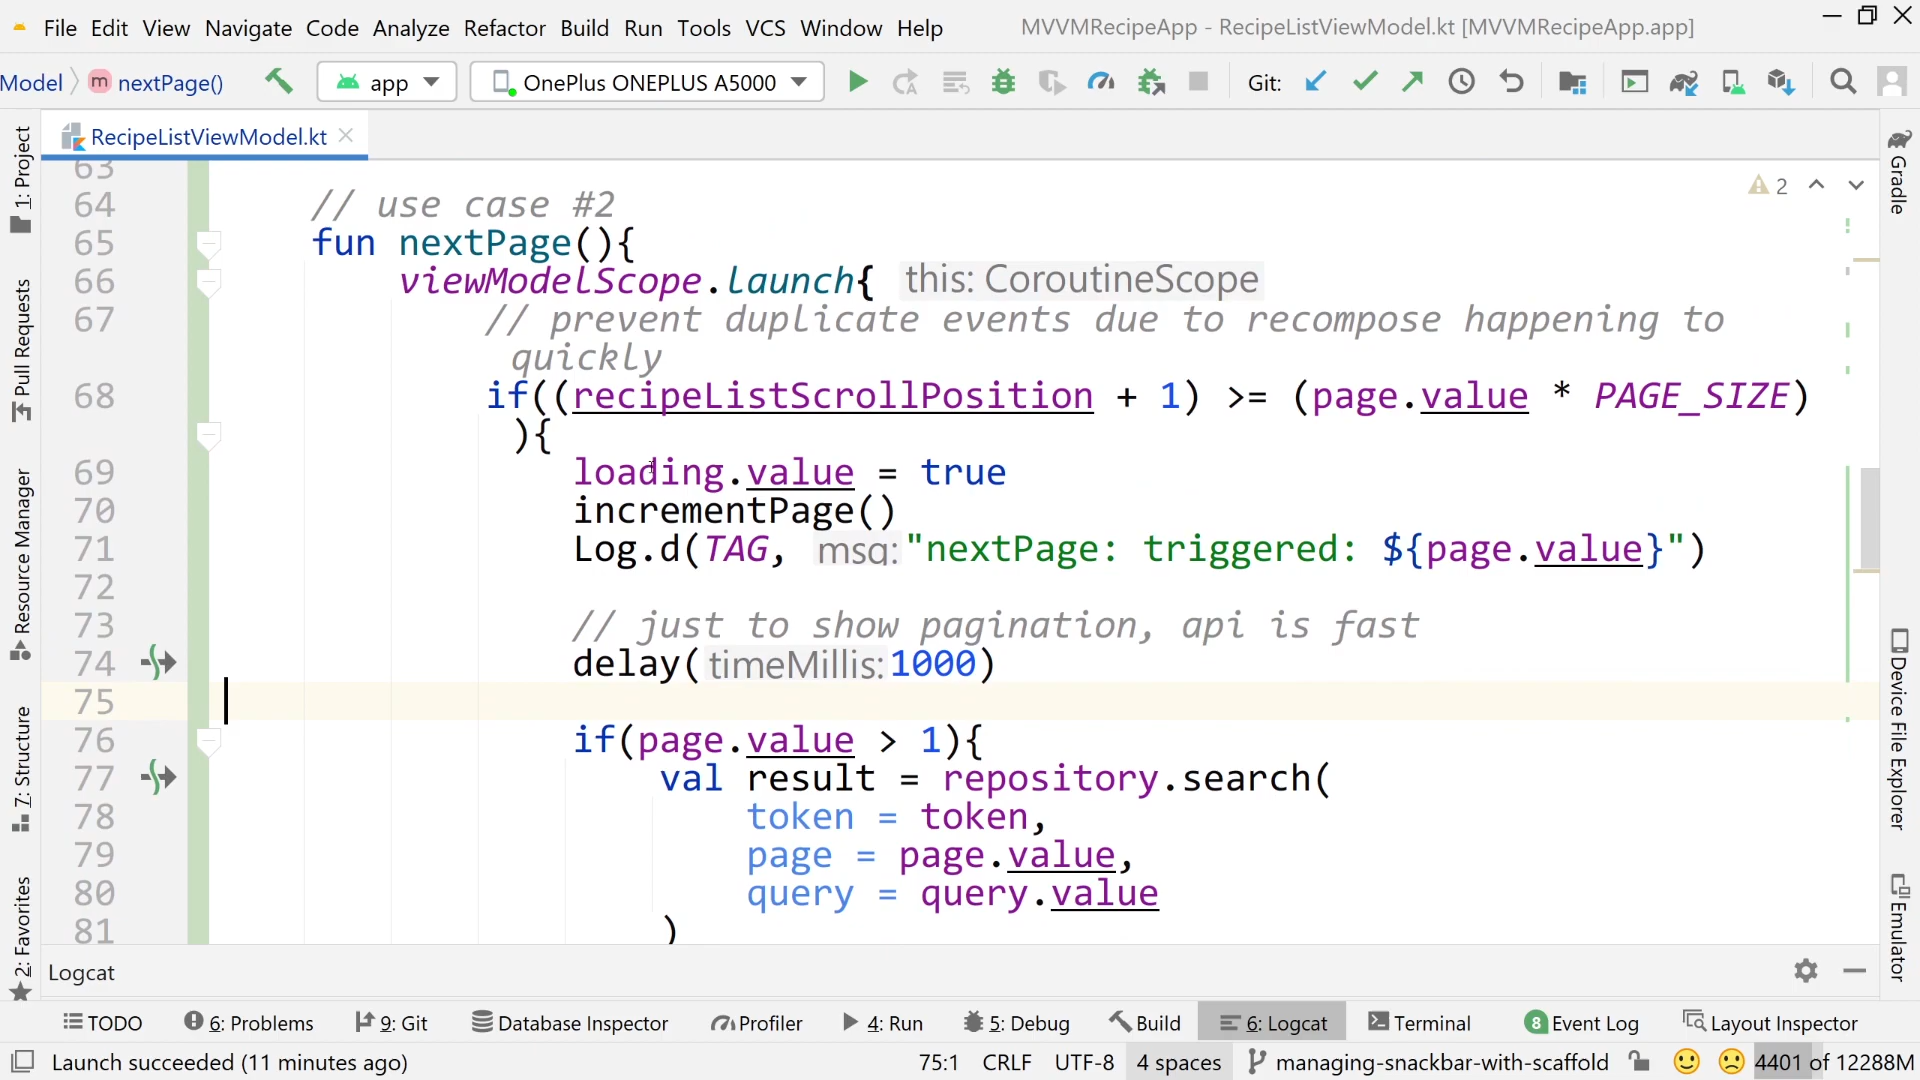 File Edit View Navigate Code Analyze Refactor Build Run Tools VCS Window Help MVVMRecipeApp - RecipeListViewModel.kt [MVVMRecipeApp.app]
Model m nextPage() app OnePlus ONEPLUS A5000 Git:
RecipeListViewModel.kt
63
64 // use case #2
65 fun nextPage(){
66 viewModelScope.launch{ this: CoroutineScope
67 // prevent duplicate events due to recompose happening to
quickly
68 if((recipeListScrollPosition + 1) >= (page.value * PAGE_SIZE)
){
69 loading.value = true
70 incrementPage()
71 Log.d(TAG, msg: "nextPage: triggered: ${page.value}")
72
73 // just to show pagination, api is fast
74 delay( timeMillis: 1000)
75
76 if(page.value > 1){
77 val result = repository.search(
78 token = token,
79 page = page.value,
80 query = query.value
81 )
2
1: Project
Pull Requests
Resource Manager
7: Structure
2: Favorites
Gradle
Device File Explorer
Emulator
Logcat
TODO 6: Problems 9: Git Database Inspector Profiler 4: Run 5: Debug Build 6: Logcat Terminal 8 Event Log Layout Inspector
Launch succeeded (11 minutes ago) 75:1 CRLF UTF-8 4 spaces managing-snackbar-with-scaffold 4401 of 12288M